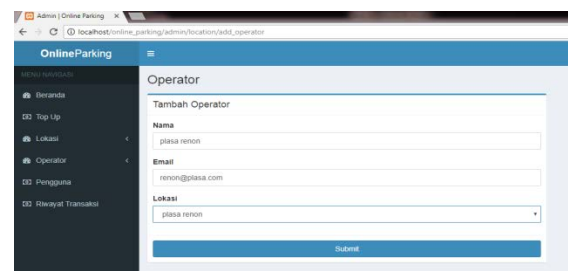 Admin | Online Parking
localhost/online_parking/admin/location/add_operator
OnlineParking
MENU NAVIGASI
Beranda
Top Up
Lokasi
Operator
Pengguna
Riwayat Transaksi
Operator
Tambah Operator
Nama
plasa renon
Email
renon@plasa.com
Lokasi
plasa renon
Submit